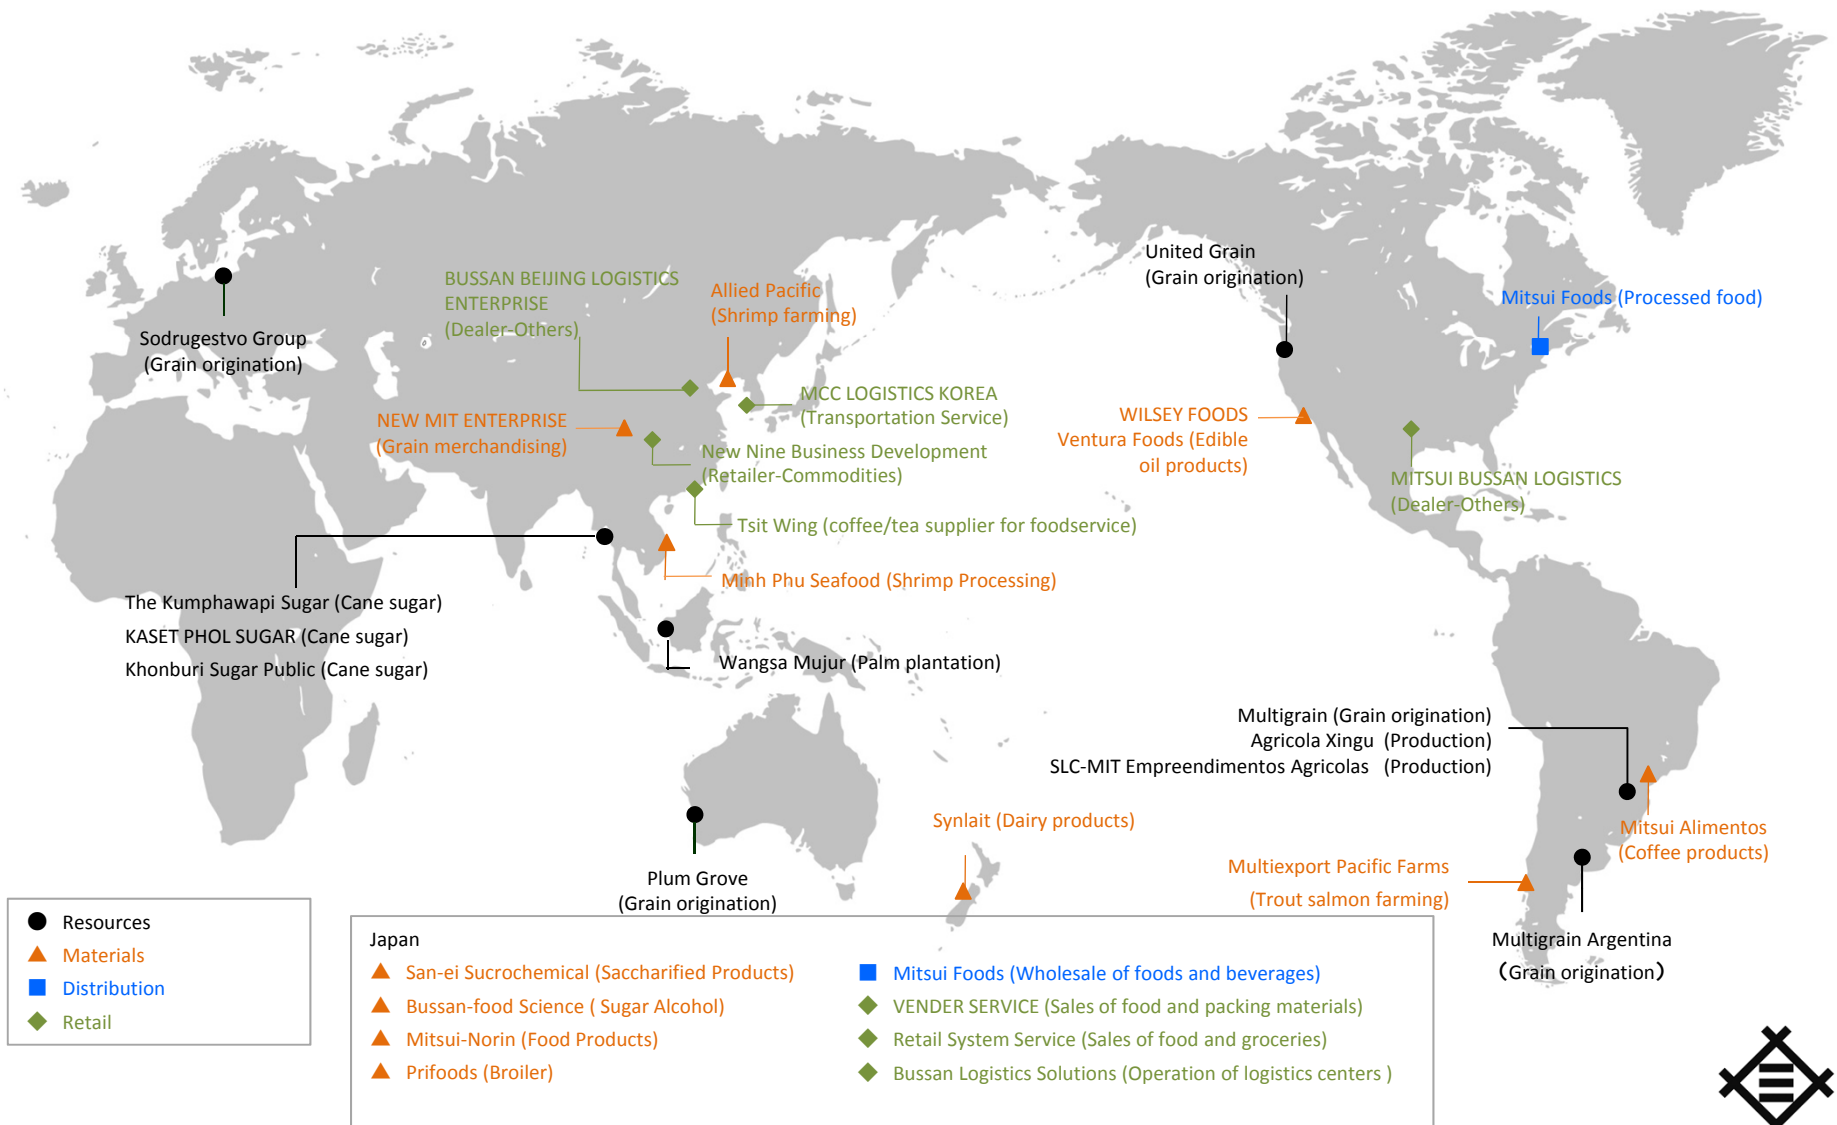 United Grain
(Grain origination)
BUSSAN BEIJING LOGISTICS
ENTERPRISE
(Dealer-Others)
Allied Pacific
(Shrimp farming)
Mitsui Foods (Processed food)
Sodrugestvo Group
(Grain origination)
MCC LOGISTICS KOREA
(Transportation Service)
NEW MIT ENTERPRISE
(Grain merchandising)
WILSEY FOODS
Ventura Foods (Edible
oil products)
New Nine Business Development
(Retailer-Commodities)
MITSUI BUSSAN LOGISTICS
(Dealer-Others)
Tsit Wing (coffee/tea supplier for foodservice)
Minh Phu Seafood (Shrimp Processing)
The Kumphawapi Sugar (Cane sugar)
KASET PHOL SUGAR (Cane sugar)
Khonburi Sugar Public (Cane sugar)
Wangsa Mujur (Palm plantation)
Multigrain (Grain origination)
Agricola Xingu (Production)
SLC-MIT Empreendimentos Agricolas (Production)
Synlait (Dairy products)
Mitsui Alimentos
(Coffee products)
Multiexport Pacific Farms
(Trout salmon farming)
Plum Grove
(Grain origination)
Multigrain Argentina
（Grain origination）
Resources
Materials
Distribution
Retail
Japan
San-ei Sucrochemical (Saccharified Products)
Bussan-food Science ( Sugar Alcohol)
Mitsui-Norin (Food Products)
Prifoods (Broiler)
Mitsui Foods (Wholesale of foods and beverages)
VENDER SERVICE (Sales of food and packing materials)
Retail System Service (Sales of food and groceries)
Bussan Logistics Solutions (Operation of logistics centers )